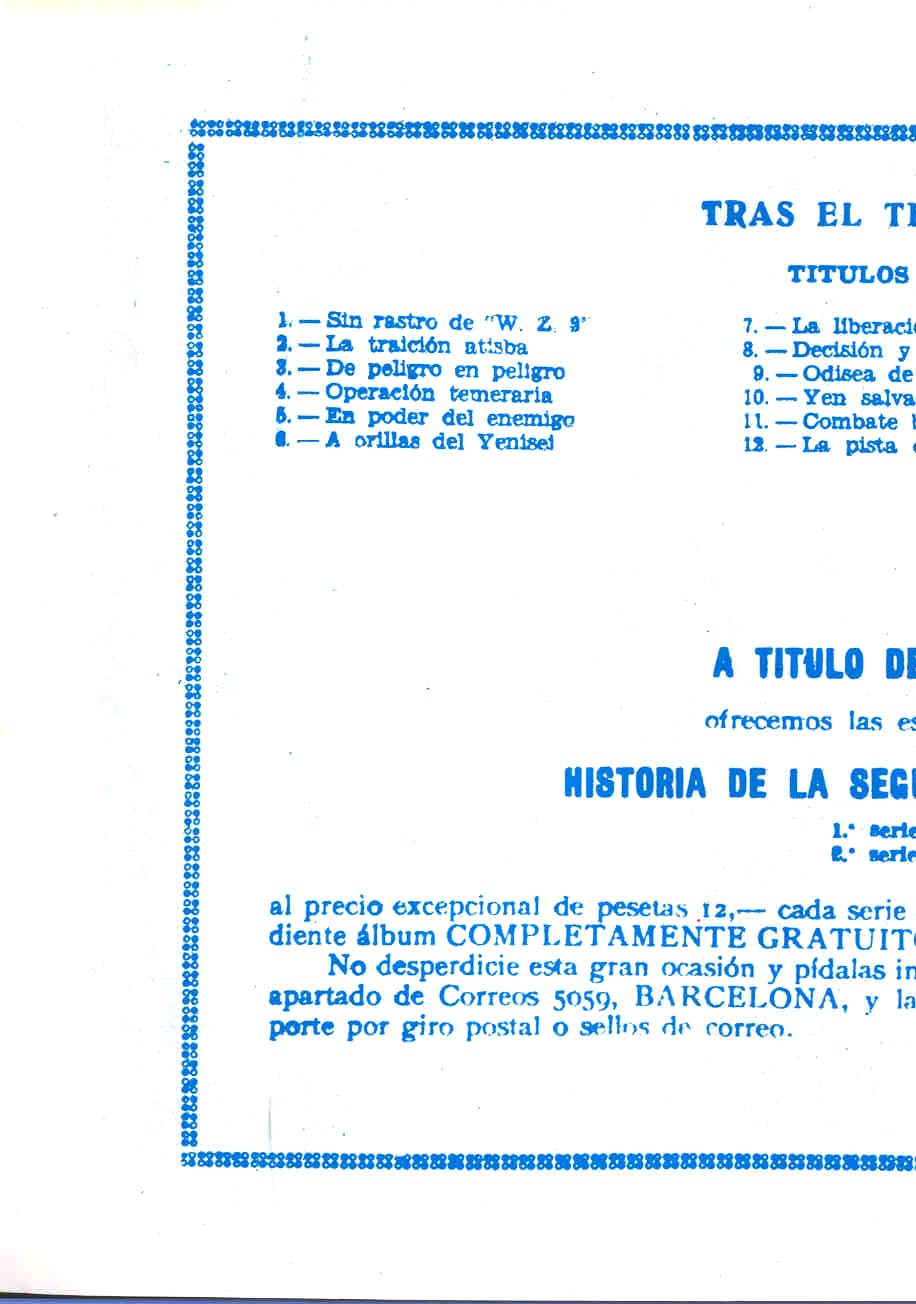 TRAS EL
TITULOS
1. — Sin rastro de "W. Z. 9"
2. — La traición atisba
3. — De peligro en peligro
4. — Operación temeraria
5. — En poder del enemigo
6. — A orillas del Yenisei
7. — La
8. — Decisión y
9. — Odisea de
10. — Yen salva
11. — Combate
12. — La pista
A TITULO
ofrecemos las
HISTORIA DE LA
1.ª serie
2.ª serie
al precio excepcional de pesetas 12,— cada serie
diente álbum COMPLETAMENTE
No desperdicie esta gran ocasión y pídalas
apartado de Correos 5059, BARCELONA, y
porte por giro postal o sellos de correo.